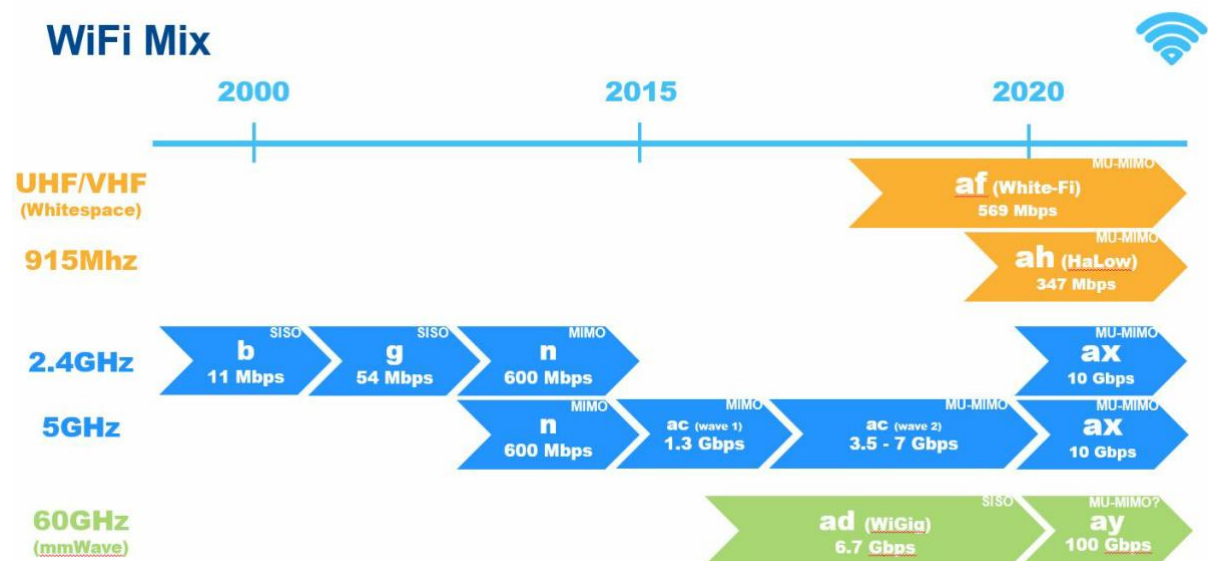 WiFi Mix
2000
2015
2020
UHF/VHF
(Whitespace)
MU-MIMO
af (White-Fi)
569 Mbps
915Mhz
MU-MIMO
ah (HaLow)
347 Mbps
2.4GHz
SISO
b
11 Mbps
SISO
g
54 Mbps
MIMO
n
600 Mbps
MU-MIMO
ax
10 Gbps
5GHz
MIMO
n
600 Mbps
MIMO
ac (wave 1)
1.3 Gbps
MU-MIMO
ac (wave 2)
3.5 - 7 Gbps
MU-MIMO
ax
10 Gbps
60GHz
(mmWave)
SISO
ad (WiGig)
6.7 Gbps
MU-MIMO?
ay
100 Gbps